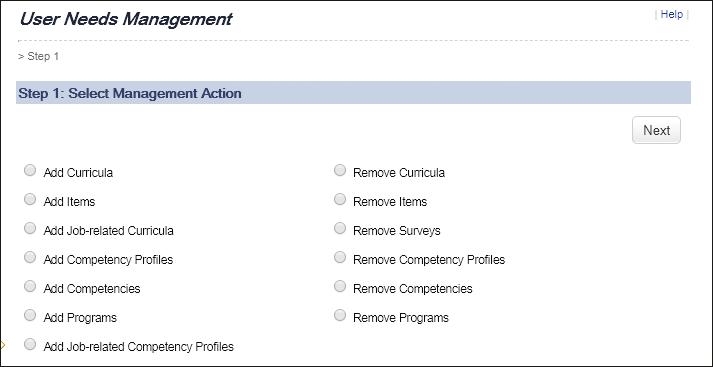 User Needs Management
| Help |
> Step 1
Step 1: Select Management Action
Next
Add Curricula
Remove Curricula
Add Items
Remove Items
Add Job-related Curricula
Remove Surveys
Add Competency Profiles
Remove Competency Profiles
Add Competencies
Remove Competencies
Add Programs
Remove Programs
Add Job-related Competency Profiles